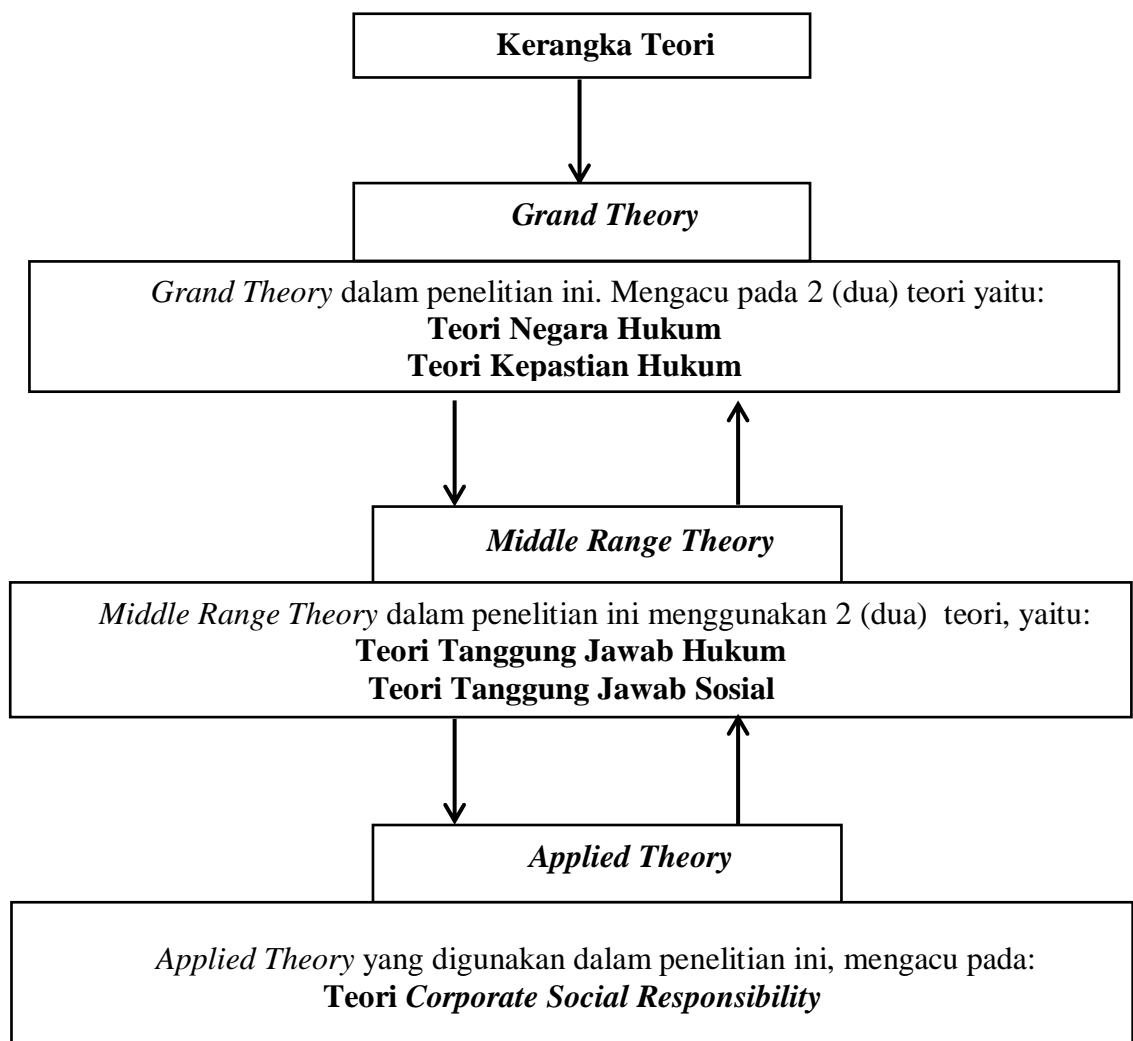 Kerangka Teori
Grand Theory
Grand Theory dalam penelitian ini. Mengacu pada 2 (dua) teori yaitu:
Teori Negara Hukum
Teori Kepastian Hukum
Middle Range Theory
Middle Range Theory dalam penelitian ini menggunakan 2 (dua) teori, yaitu:
Teori Tanggung Jawab Hukum
Teori Tanggung Jawab Sosial
Applied Theory
Applied Theory yang digunakan dalam penelitian ini, mengacu pada:
Teori Corporate Social Responsibility